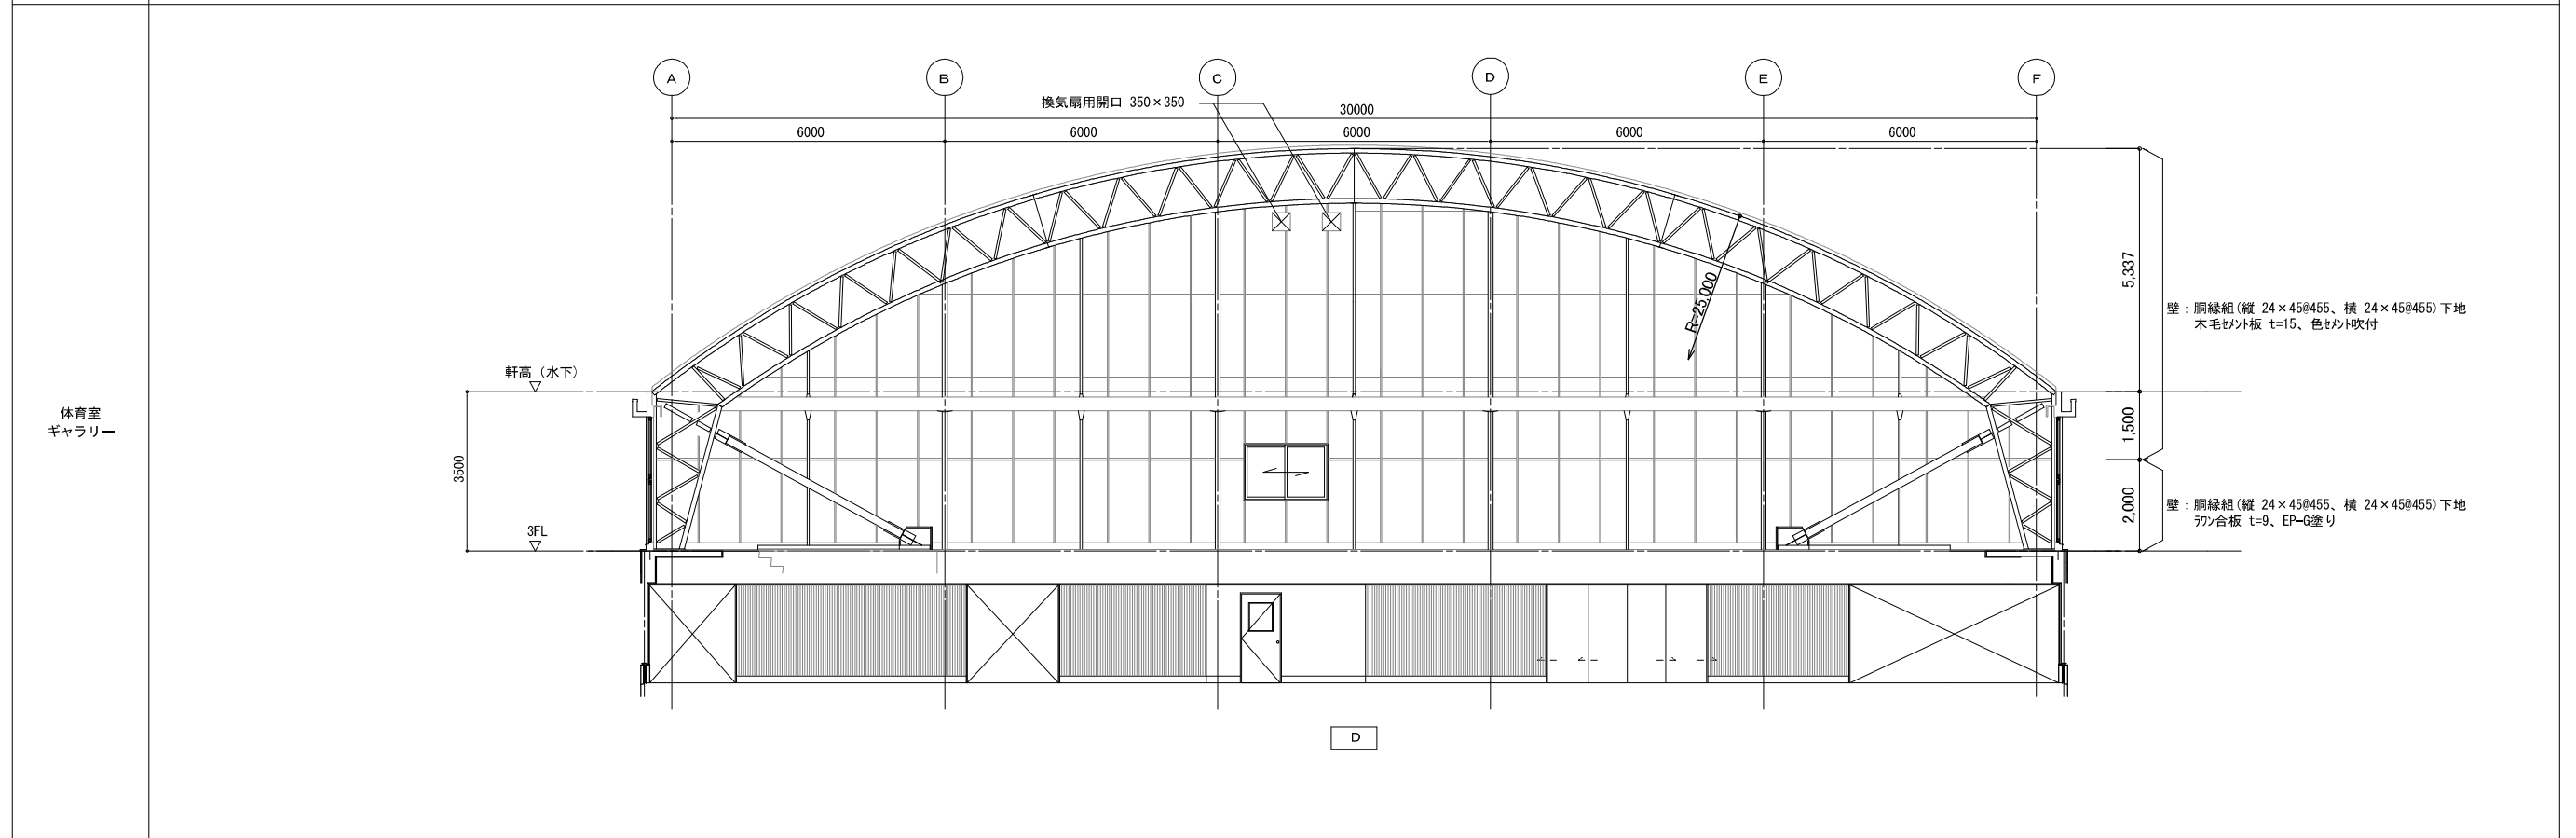 A
B
C
D
E
F
換気扇用開口 350×350
30000
6000
6000
6000
6000
6000
5,337
R=25,000
壁：胴縁組(縦 24×45@455、横 24×45@455)下地
木毛ｾﾒﾝﾄ板 t=15、色ｾﾒﾝﾄ吹付
軒高（水下）
体育室
ギャラリー
1,500
3500
2,000
壁：胴縁組(縦 24×45@455、横 24×45@455)下地
ﾗﾜﾝ合板 t=9、EP-G塗り
3FL
D